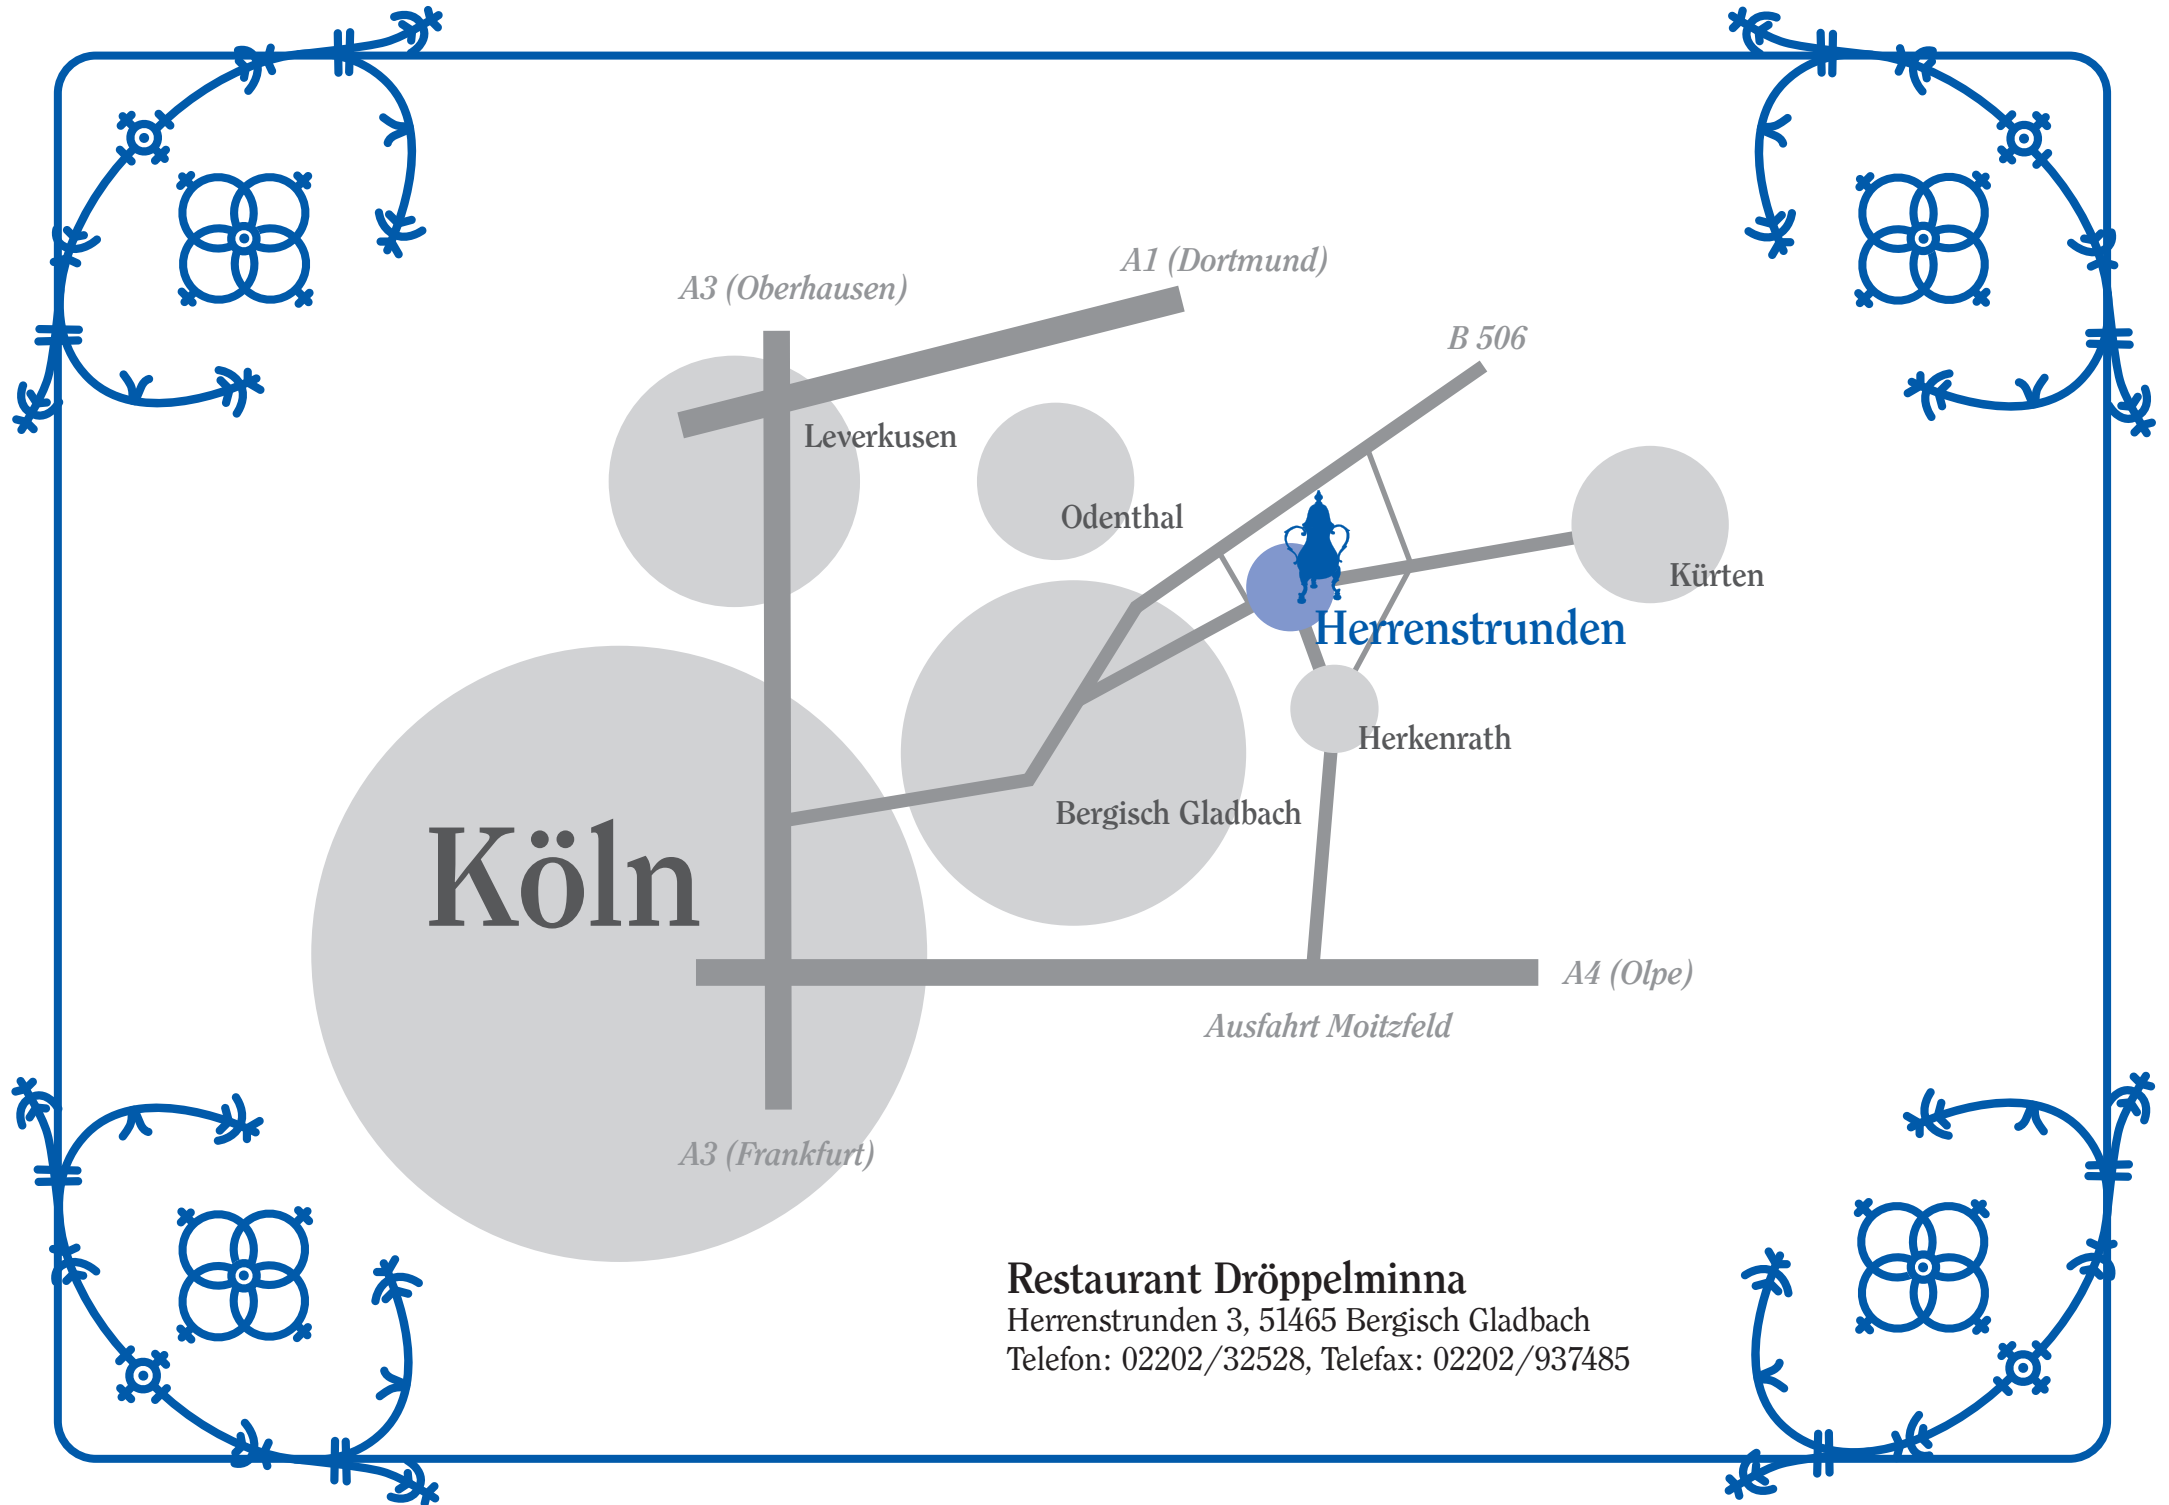 A1 (Dortmund)
A3 (Oberhausen)
B 506
Leverkusen
Odenthal
Kürten
Herrenstrunden
Herkenrath
Bergisch Gladbach
Köln
A4 (Olpe)
Ausfahrt Moitzfeld
A3 (Frankfurt)
Restaurant Dröppelminna
Herrenstrunden 3, 51465 Bergisch Gladbach
Telefon: 02202/32528, Telefax: 02202/937485